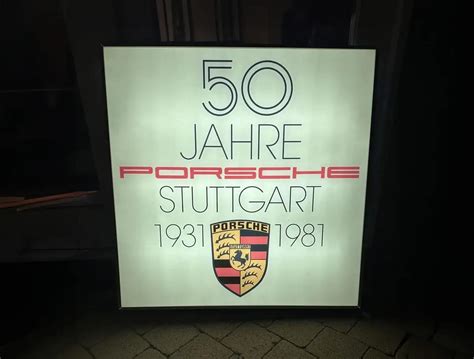 50
JAHRE
PORSCHE
STUTTGART
1931 1981
PORSCHE
STUTTGART